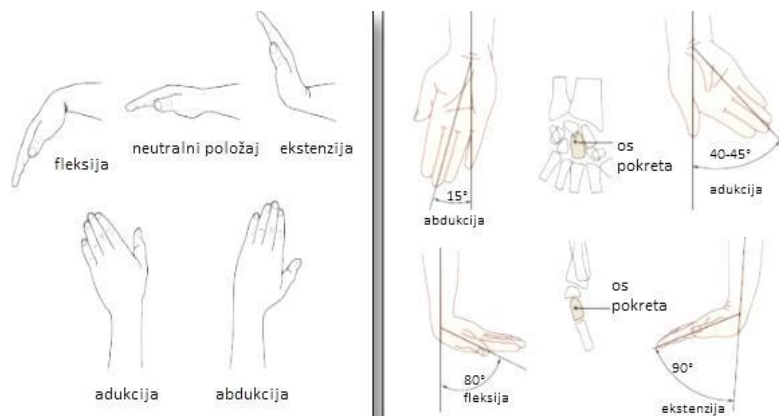 fleksija
neutralni položaj
ekstenzija
adukcija
abdukcija
15°
abdukcija
os
pokreta
40-45°
adukcija
80°
fleksija
os
pokreta
90°
ekstenzija